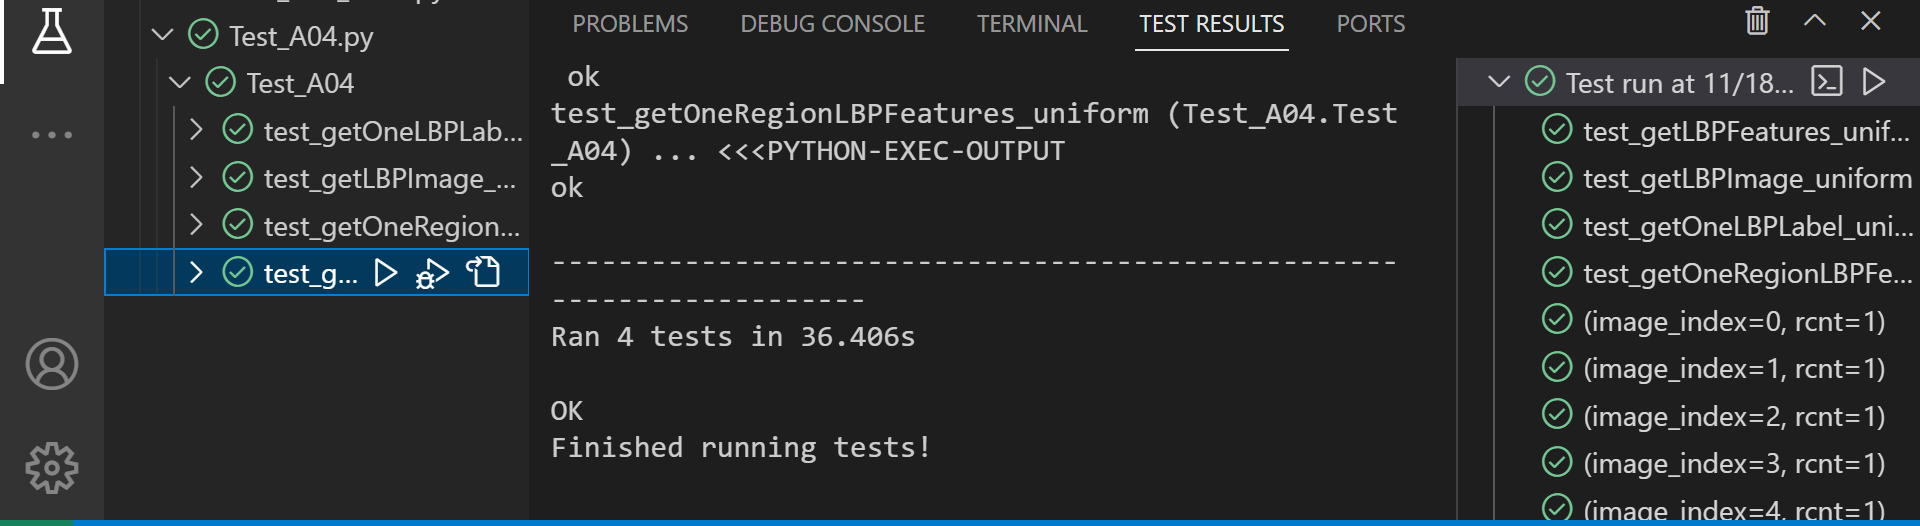 Test_A04.py
Test_A04
test_getOneLBPLab...
test_getLBPImage_...
test_getOneRegion...
test_g...
PROBLEMS
DEBUG CONSOLE
TERMINAL
TEST RESULTS
PORTS
ok
test_getOneRegionLBPFeatures_uniform (Test_A04.Test
_A04) ... <<<PYTHON-EXEC-OUTPUT
ok
---------------------------------------------------
-------------------
Ran 4 tests in 36.406s
OK
Finished running tests!
Test run at 11/18...
test_getLBPFeatures_unif...
test_getLBPImage_uniform
test_getOneLBPLabel_uni...
test_getOneRegionLBPFe...
(image_index=0, rcnt=1)
(image_index=1, rcnt=1)
(image_index=2, rcnt=1)
(image_index=3, rcnt=1)
(image_index=4, rcnt=1)